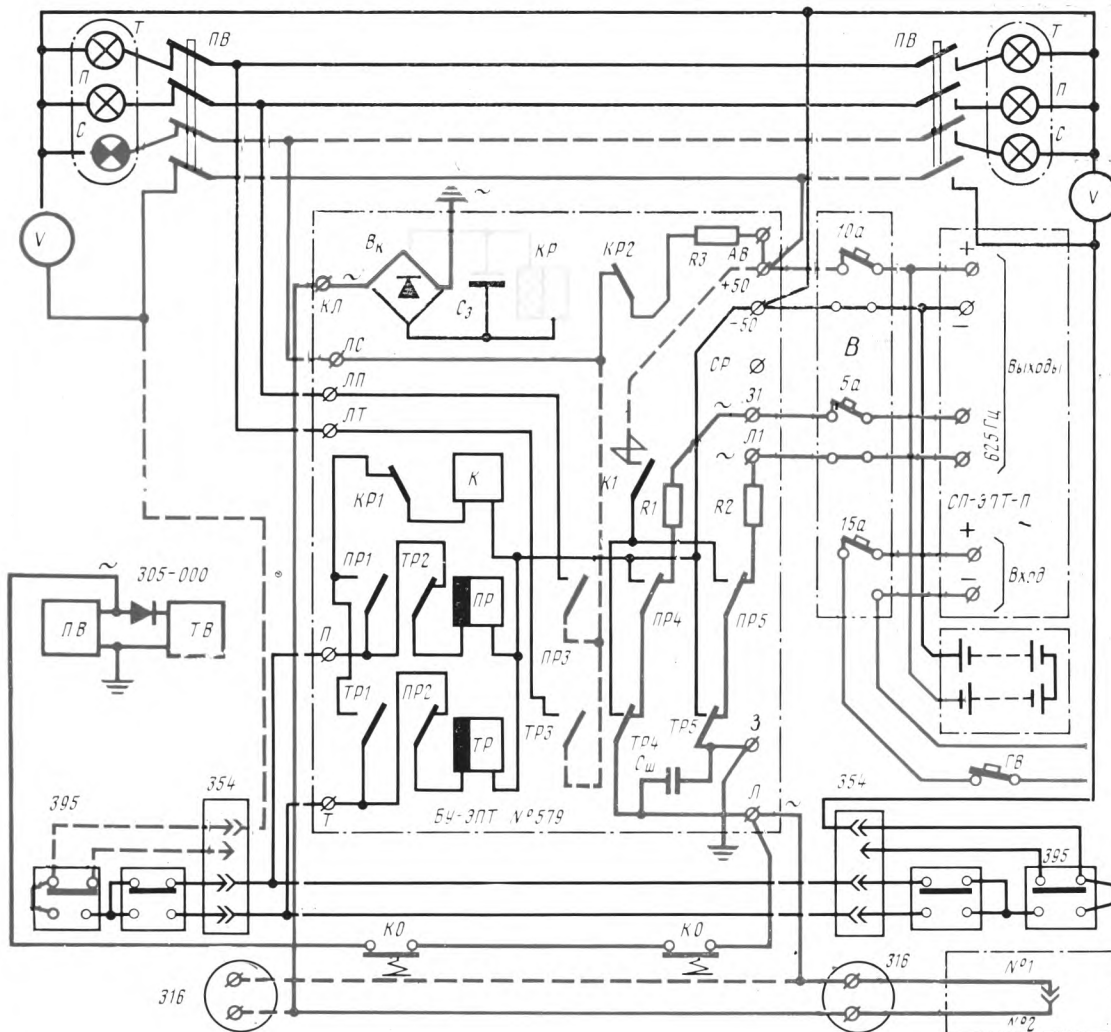 Т
ПВ
ПВ
Т
П
П
С
С
V
V
Вк
~
КР
КР2
R3
АВ
10а
+
~
КЛ
Сз
+50
-50
−
ЛС
ЛП
ЛТ
СР
В
Выходы
31
~
5а
Л1
~
625 Гц
К1
R1
R2
КР1
К
СП-ЭПТ-П
15а
+
~
−
Вход
~
305-000
ПВ
ТВ
ПР1
ТР2
ПР
П
ПР3
ПР4
ПР5
ТР1
ПР2
ТР
ТР3
ТР4
ТР5
З
Сш
Л
~
Т
БУ-ЭПТ №579
ГВ
395
354
354
395
КО
КО
316
316
№1
№2